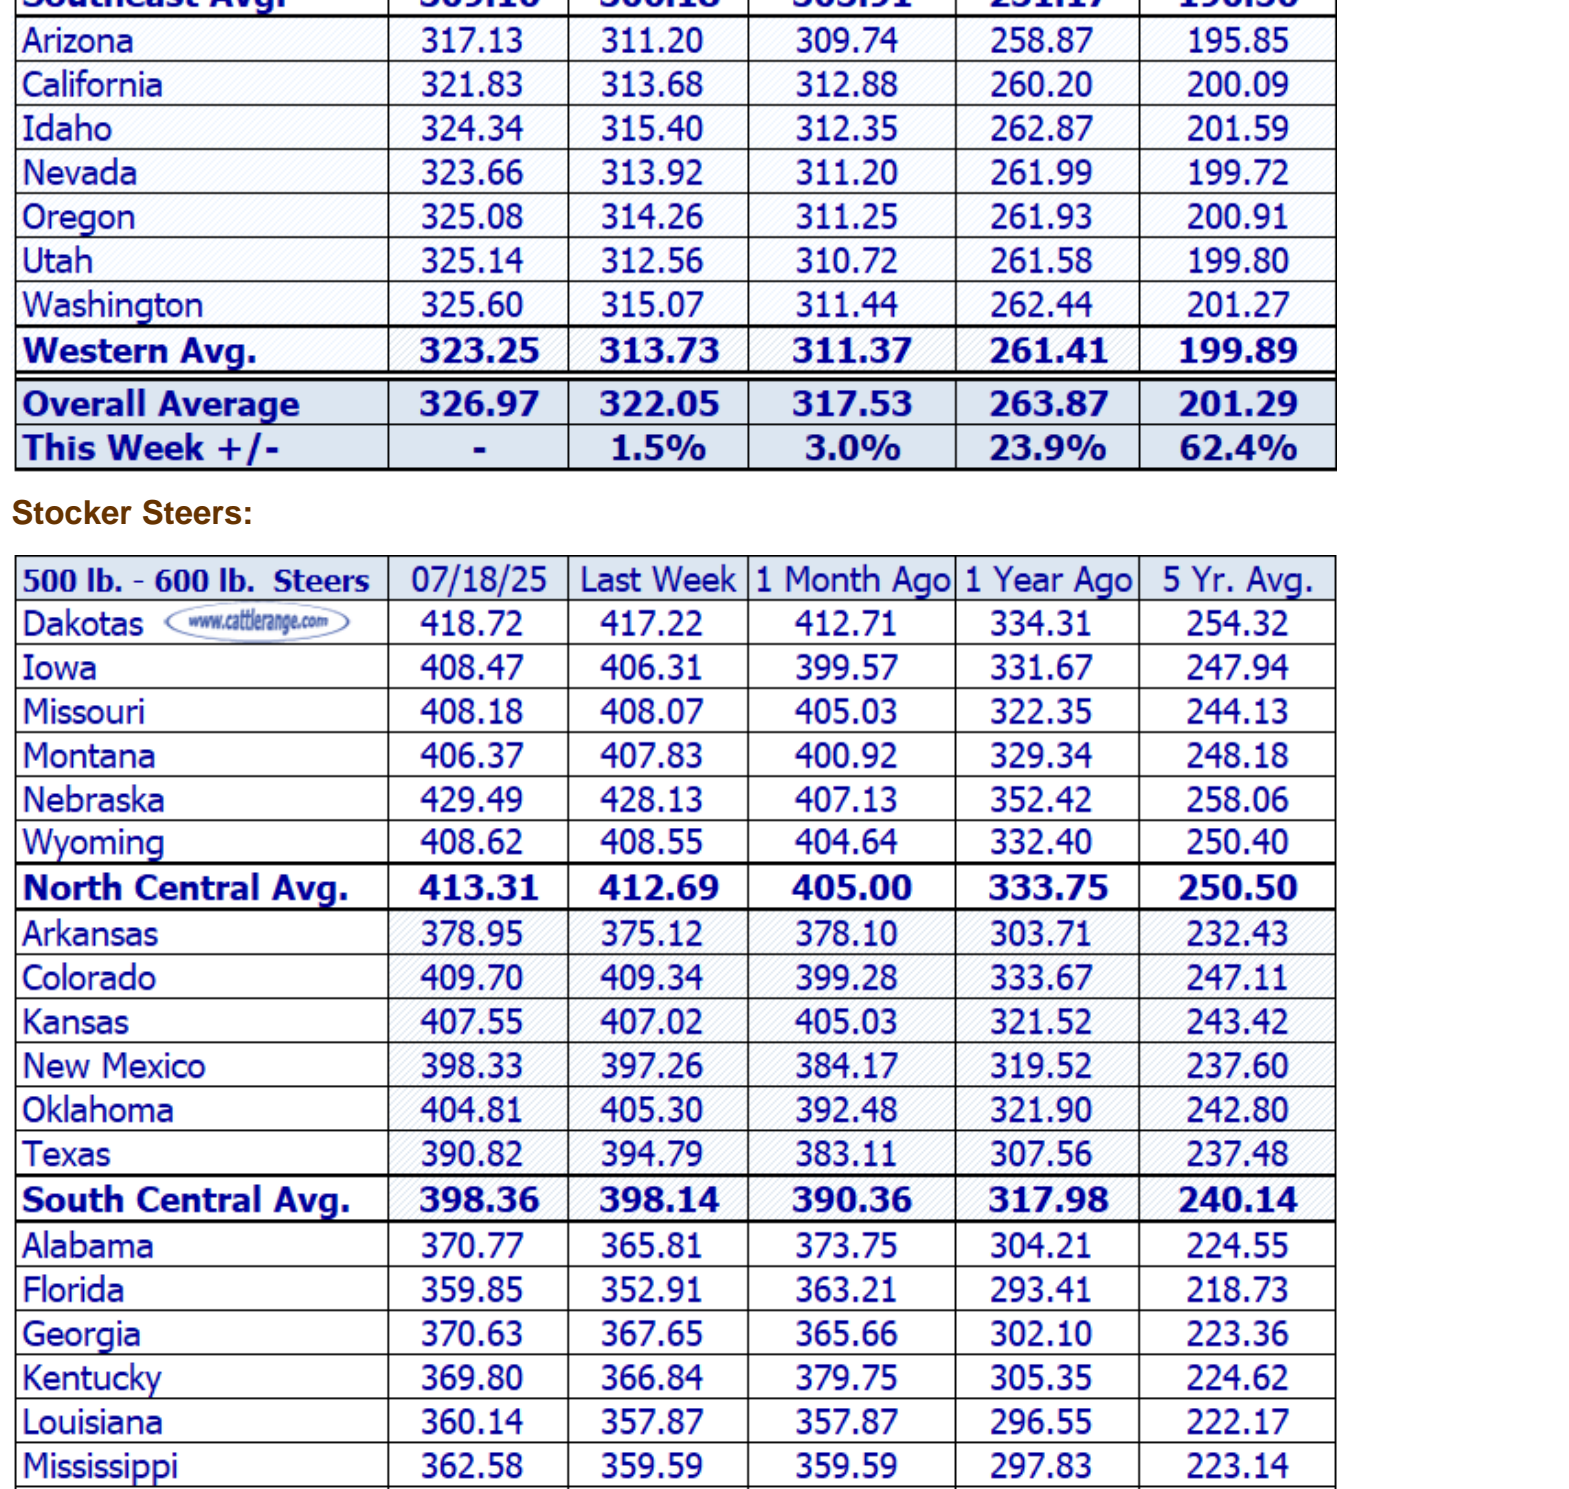 Southeast Avg. 309.16 306.18 303.91 251.17 196.36
Arizona 317.13 311.20 309.74 258.87 195.85
California 321.83 313.68 312.88 260.20 200.09
Idaho 324.34 315.40 312.35 262.87 201.59
Nevada 323.66 313.92 311.20 261.99 199.72
Oregon 325.08 314.26 311.25 261.93 200.91
Utah 325.14 312.56 310.72 261.58 199.80
Washington 325.60 315.07 311.44 262.44 201.27
Western Avg. 323.25 313.73 311.37 261.41 199.89
Overall Average 326.97 322.05 317.53 263.87 201.29
This Week +/- - 1.5% 3.0% 23.9% 62.4%
Stocker Steers:
500 lb. - 600 lb. Steers 07/18/25 Last Week 1 Month Ago 1 Year Ago 5 Yr. Avg.
Dakotas www.cattlerange.com 418.72 417.22 412.71 334.31 254.32
Iowa 408.47 406.31 399.57 331.67 247.94
Missouri 408.18 408.07 405.03 322.35 244.13
Montana 406.37 407.83 400.92 329.34 248.18
Nebraska 429.49 428.13 407.13 352.42 258.06
Wyoming 408.62 408.55 404.64 332.40 250.40
North Central Avg. 413.31 412.69 405.00 333.75 250.50
Arkansas 378.95 375.12 378.10 303.71 232.43
Colorado 409.70 409.34 399.28 333.67 247.11
Kansas 407.55 407.02 405.03 321.52 243.42
New Mexico 398.33 397.26 384.17 319.52 237.60
Oklahoma 404.81 405.30 392.48 321.90 242.80
Texas 390.82 394.79 383.11 307.56 237.48
South Central Avg. 398.36 398.14 390.36 317.98 240.14
Alabama 370.77 365.81 373.75 304.21 224.55
Florida 359.85 352.91 363.21 293.41 218.73
Georgia 370.63 367.65 365.66 302.10 223.36
Kentucky 369.80 366.84 379.75 305.35 224.62
Louisiana 360.14 357.87 357.87 296.55 222.17
Mississippi 362.58 359.59 359.59 297.83 223.14